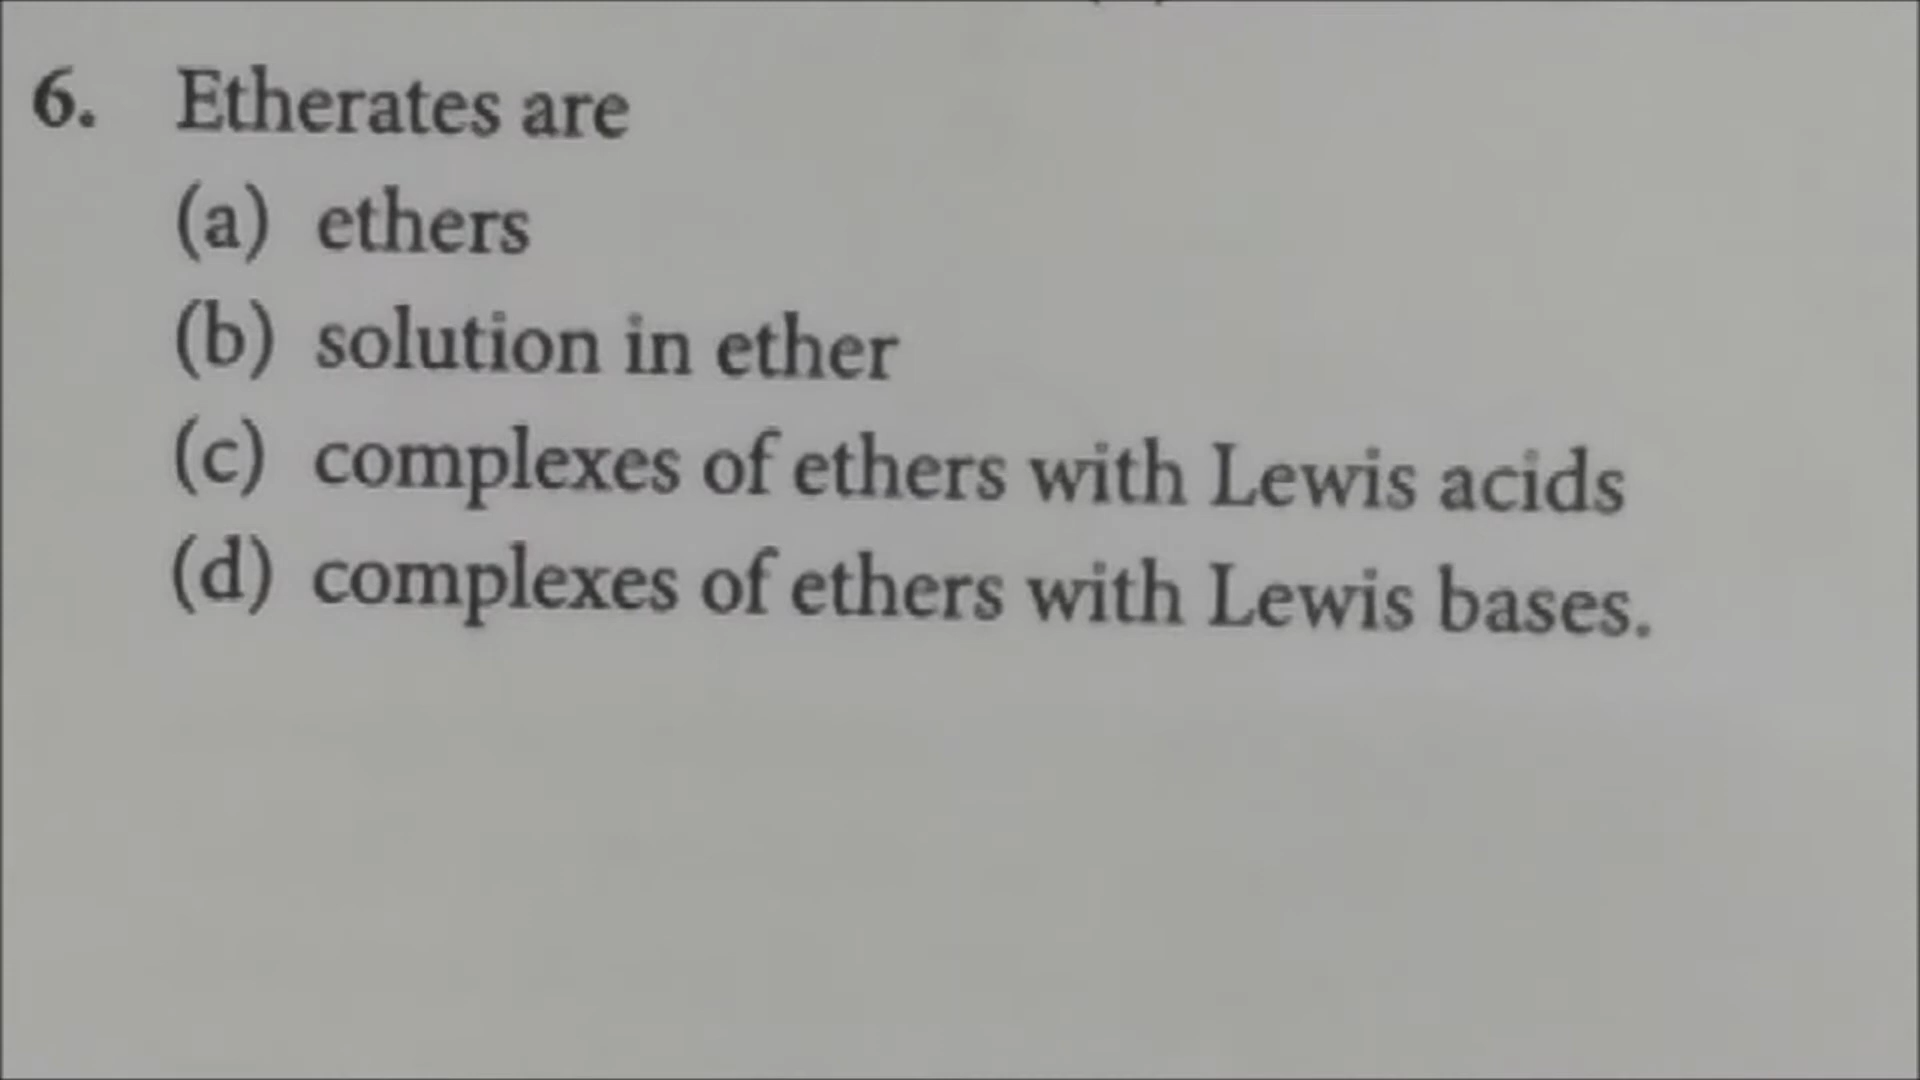 6. Etherates are
(a) ethers
(b) solution in ether
(c) complexes of ethers with Lewis acids
(d) complexes of ethers with Lewis bases.